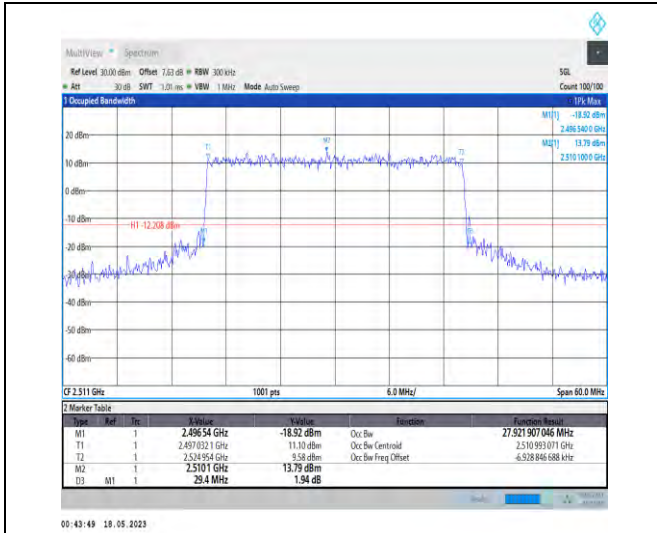 MultiView Spectrum
Ref Level 30.00 dBm Offset 7.63 dB RBW 300 kHz SGL
Att 30 dB SWT 1.01 ms VBW 1 MHz Mode Auto Sweep Count 100/100
1 Occupied Bandwidth 1Pk Max
M1[1] -18.92 dBm
2.496 540 0 GHz
M2[1] 13.79 dBm
2.510 100 0 GHz
20 dBm
T1
M2
T2
10 dBm
0 dBm
-10 dBm
H1 -12.208 dBm
M1
-20 dBm
-30 dBm
-40 dBm
-50 dBm
-60 dBm
CF 2.511 GHz 1001 pts 6.0 MHz/ Span 60.0 MHz
2 Marker Table
Type Ref Trc X-Value Y-Value Function Function Result
M1 1 2.496 54 GHz -18.92 dBm Occ Bw 27.921 907 046 MHz
T1 1 2.497 032 1 GHz 11.10 dBm Occ Bw Centroid 2.510 993 071 GHz
T2 1 2.524 954 GHz 9.58 dBm Occ Bw Freq Offset -6.928 846 688 kHz
M2 1 2.510 1 GHz 13.79 dBm
D3 M1 1 29.4 MHz 1.94 dB
00:43:49 18.05.2023